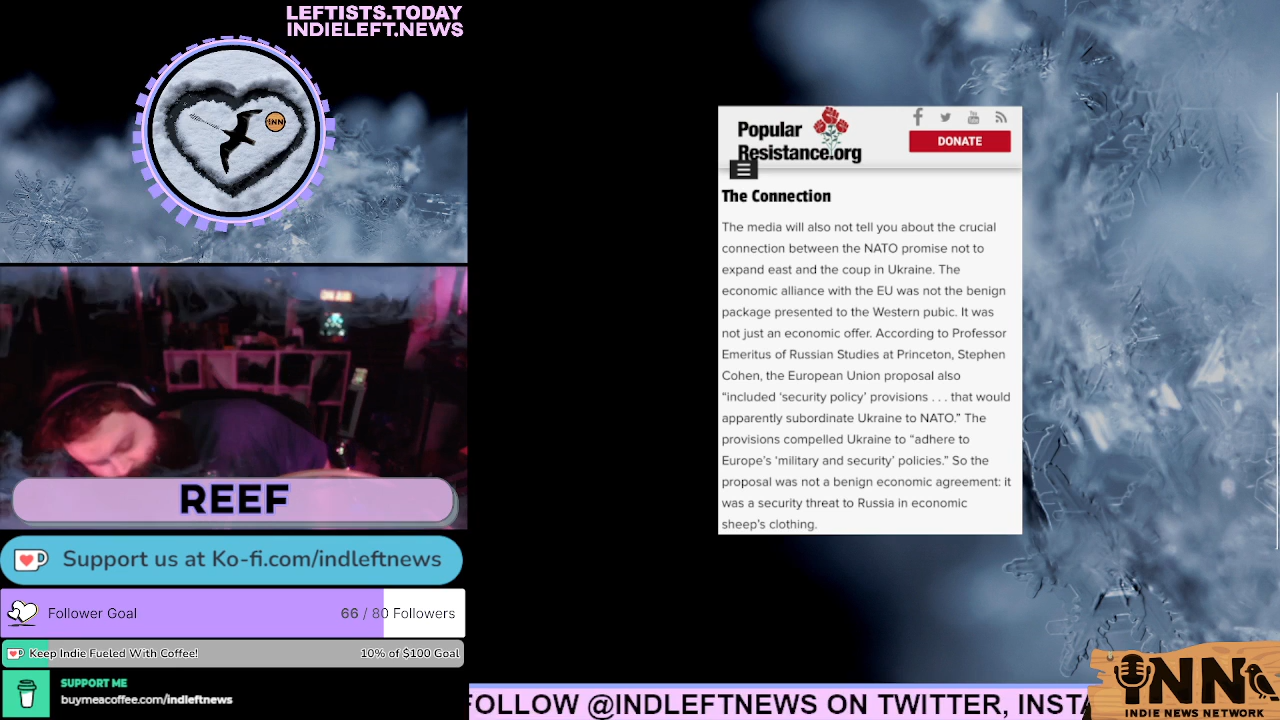 LEFTISTS.TODAY
INDIELEFT.NEWS
INN
ON AIR
REEF
Support us at Ko-fi.com/indleftnews
Follower Goal 66 / 80 Followers
Keep Indie Fueled With Coffee! 10% of $100 Goal
SUPPORT ME
buymeacoffee.com/indleftnews
Popular
Resistance.org
You
Tube
DONATE
The Connection
The media will also not tell you about the crucial
connection between the NATO promise not to
expand east and the coup in Ukraine. The
economic alliance with the EU was not the benign
package presented to the Western pubic. It was
not just an economic offer. According to Professor
Emeritus of Russian Studies at Princeton, Stephen
Cohen, the European Union proposal also
“included ‘security policy’ provisions . . . that would
apparently subordinate Ukraine to NATO.” The
provisions compelled Ukraine to “adhere to
Europe’s ‘military and security’ policies.” So the
proposal was not a benign economic agreement: it
was a security threat to Russia in economic
sheep’s clothing.
FOLLOW @INDLEFTNEWS ON TWITTER, INSTA
INN
INDIE NEWS NETWORK